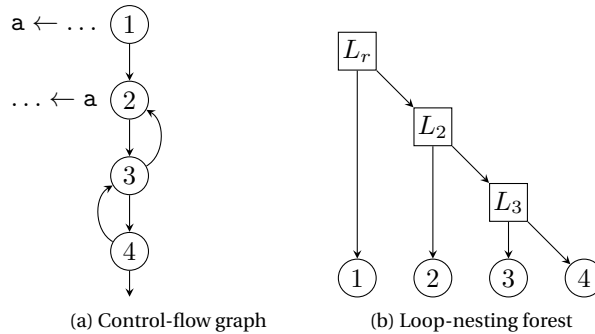 a ← ... 1
L_r
... ← a 2
L_2
3
L_3
4
1 2 3 4
(a) Control-flow graph
(b) Loop-nesting forest